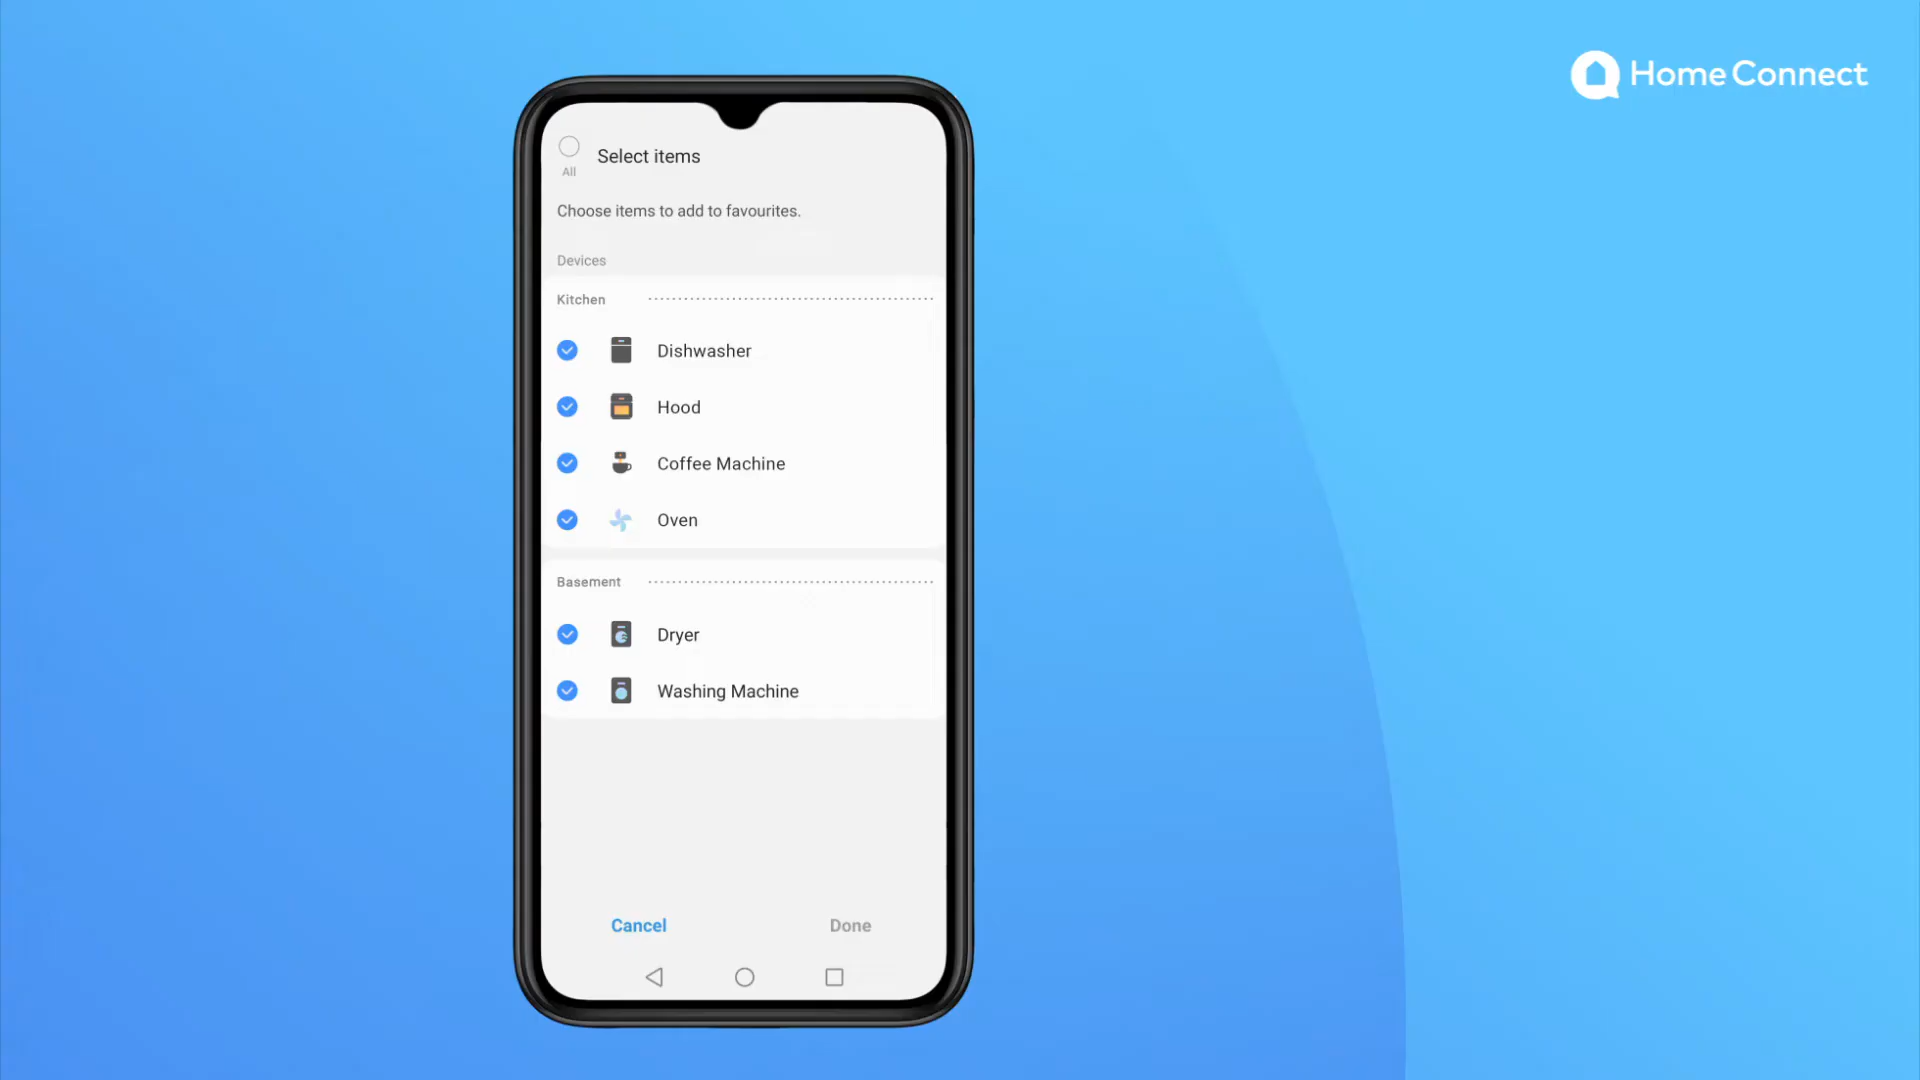 Home Connect
Select items
All
Choose items to add to favourites.
Devices
Kitchen
Dishwasher
Hood
Coffee Machine
Oven
Basement
Dryer
Washing Machine
Cancel
Done